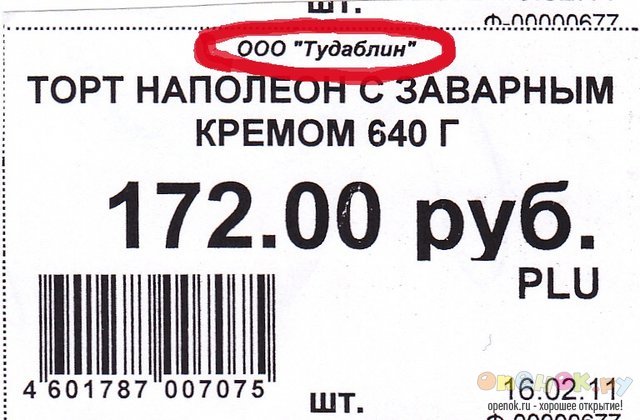 шт.
Ф-00000677
ООО "Тудаблин"
ТОРТ НАПОЛЕОН С ЗАВАРНЫМ
КРЕМОМ 640 Г
172.00 руб.
PLU
4 601787 007075
шт.
16.02.11
openok.ru - хорошее открытие!